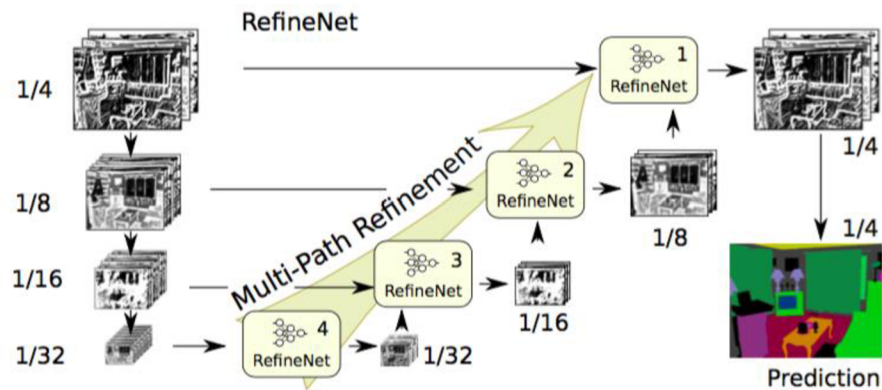 RefineNet
1/4
1
RefineNet
1/4
Multi-Path Refinement
2
RefineNet
1/8
1/8
1/4
3
RefineNet
1/16
1/16
4
RefineNet
1/32
1/32
Prediction